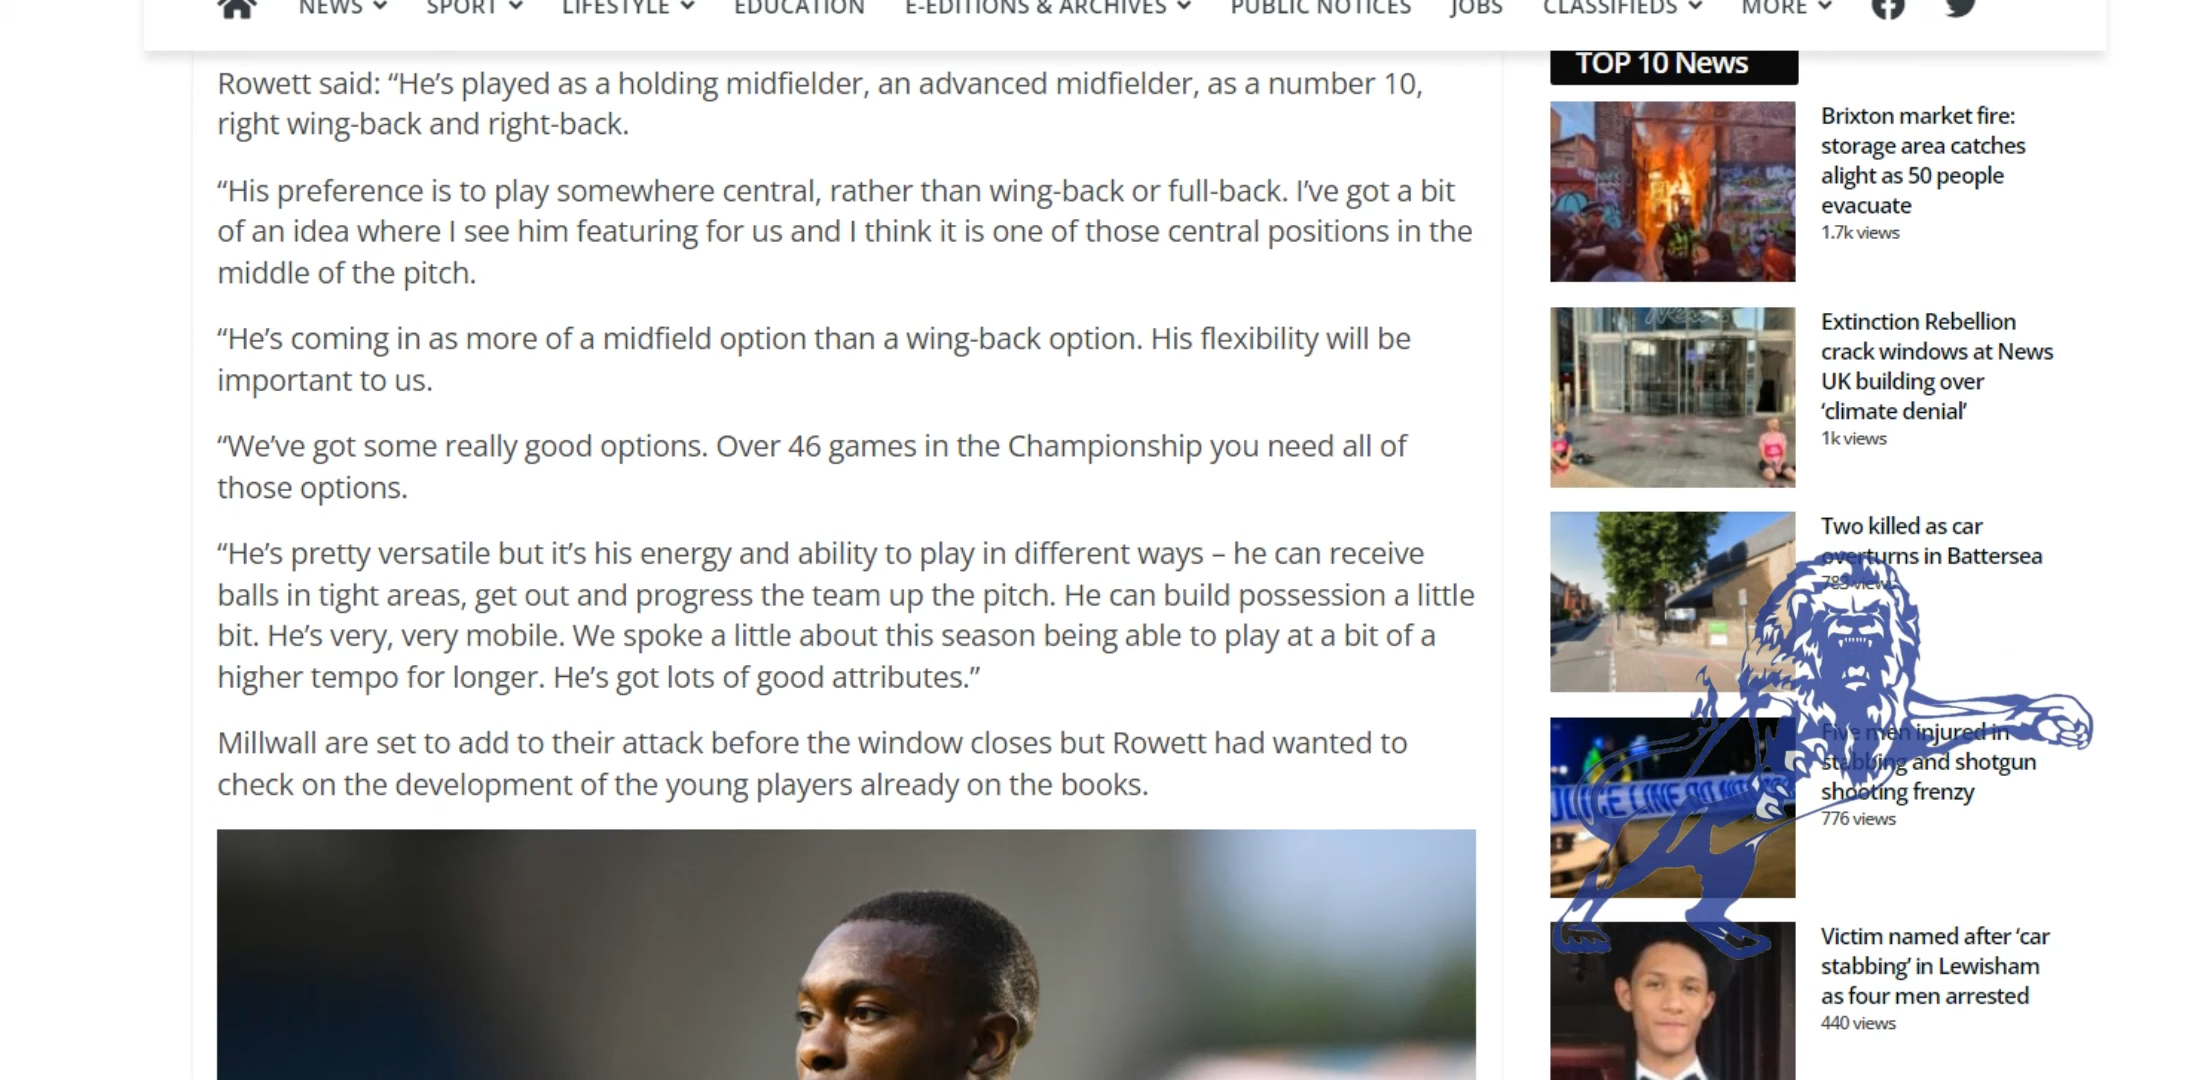 NEWS SPORT LIFESTYLE EDUCATION E-EDITIONS & ARCHIVES PUBLIC NOTICES JOBS CLASSIFIEDS MORE
Rowett said: “He’s played as a holding midfielder, an advanced midfielder, as a number 10,
right wing-back and right-back.
“His preference is to play somewhere central, rather than wing-back or full-back. I’ve got a bit
of an idea where I see him featuring for us and I think it is one of those central positions in the
middle of the pitch.
“He’s coming in as more of a midfield option than a wing-back option. His flexibility will be
important to us.
“We’ve got some really good options. Over 46 games in the Championship you need all of
those options.
“He’s pretty versatile but it’s his energy and ability to play in different ways – he can receive
balls in tight areas, get out and progress the team up the pitch. He can build possession a little
bit. He’s very, very mobile. We spoke a little about this season being able to play at a bit of a
higher tempo for longer. He’s got lots of good attributes.”
Millwall are set to add to their attack before the window closes but Rowett had wanted to
check on the development of the young players already on the books.
TOP 10 News
Brixton market fire:
storage area catches
alight as 50 people
evacuate
1.7k views
News
Extinction Rebellion
crack windows at News
UK building over
‘climate denial’
1k views
Two killed as car
overturns in Battersea
783 views
POLICE LINE DO NOT
Five men injured in
stabbing and shotgun
shooting frenzy
776 views
Victim named after ‘car
stabbing’ in Lewisham
as four men arrested
440 views